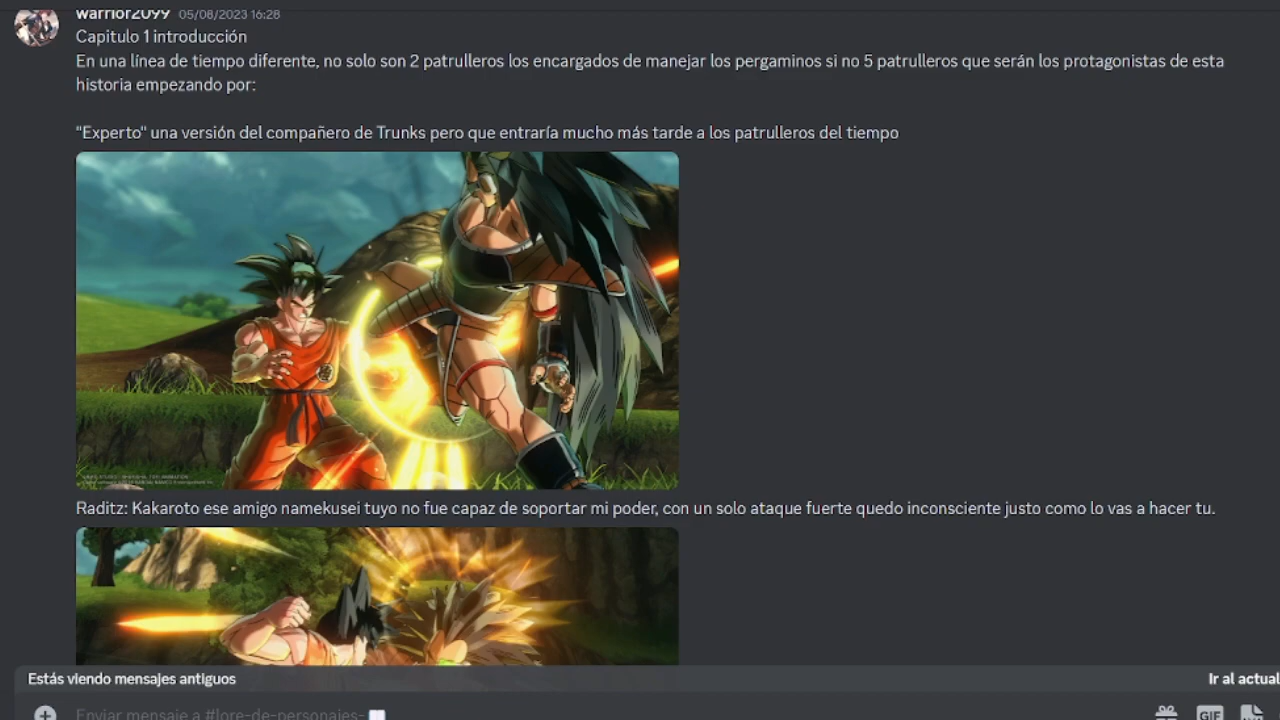 warrior2099 05/08/2023 16:28
Capitulo 1 introducción
En una línea de tiempo diferente, no solo son 2 patrulleros los encargados de manejar los pergaminos si no 5 patrulleros que serán los protagonistas de esta
historia empezando por:
"Experto" una versión del compañero de Trunks pero que entraría mucho más tarde a los patrulleros del tiempo
Raditz: Kakaroto ese amigo namekusei tuyo no fue capaz de soportar mi poder, con un solo ataque fuerte quedo inconsciente justo como lo vas a hacer tu.
Estás viendo mensajes antiguos Ir al actual
Enviar mensaje a #lore-de-personajes-
GIF